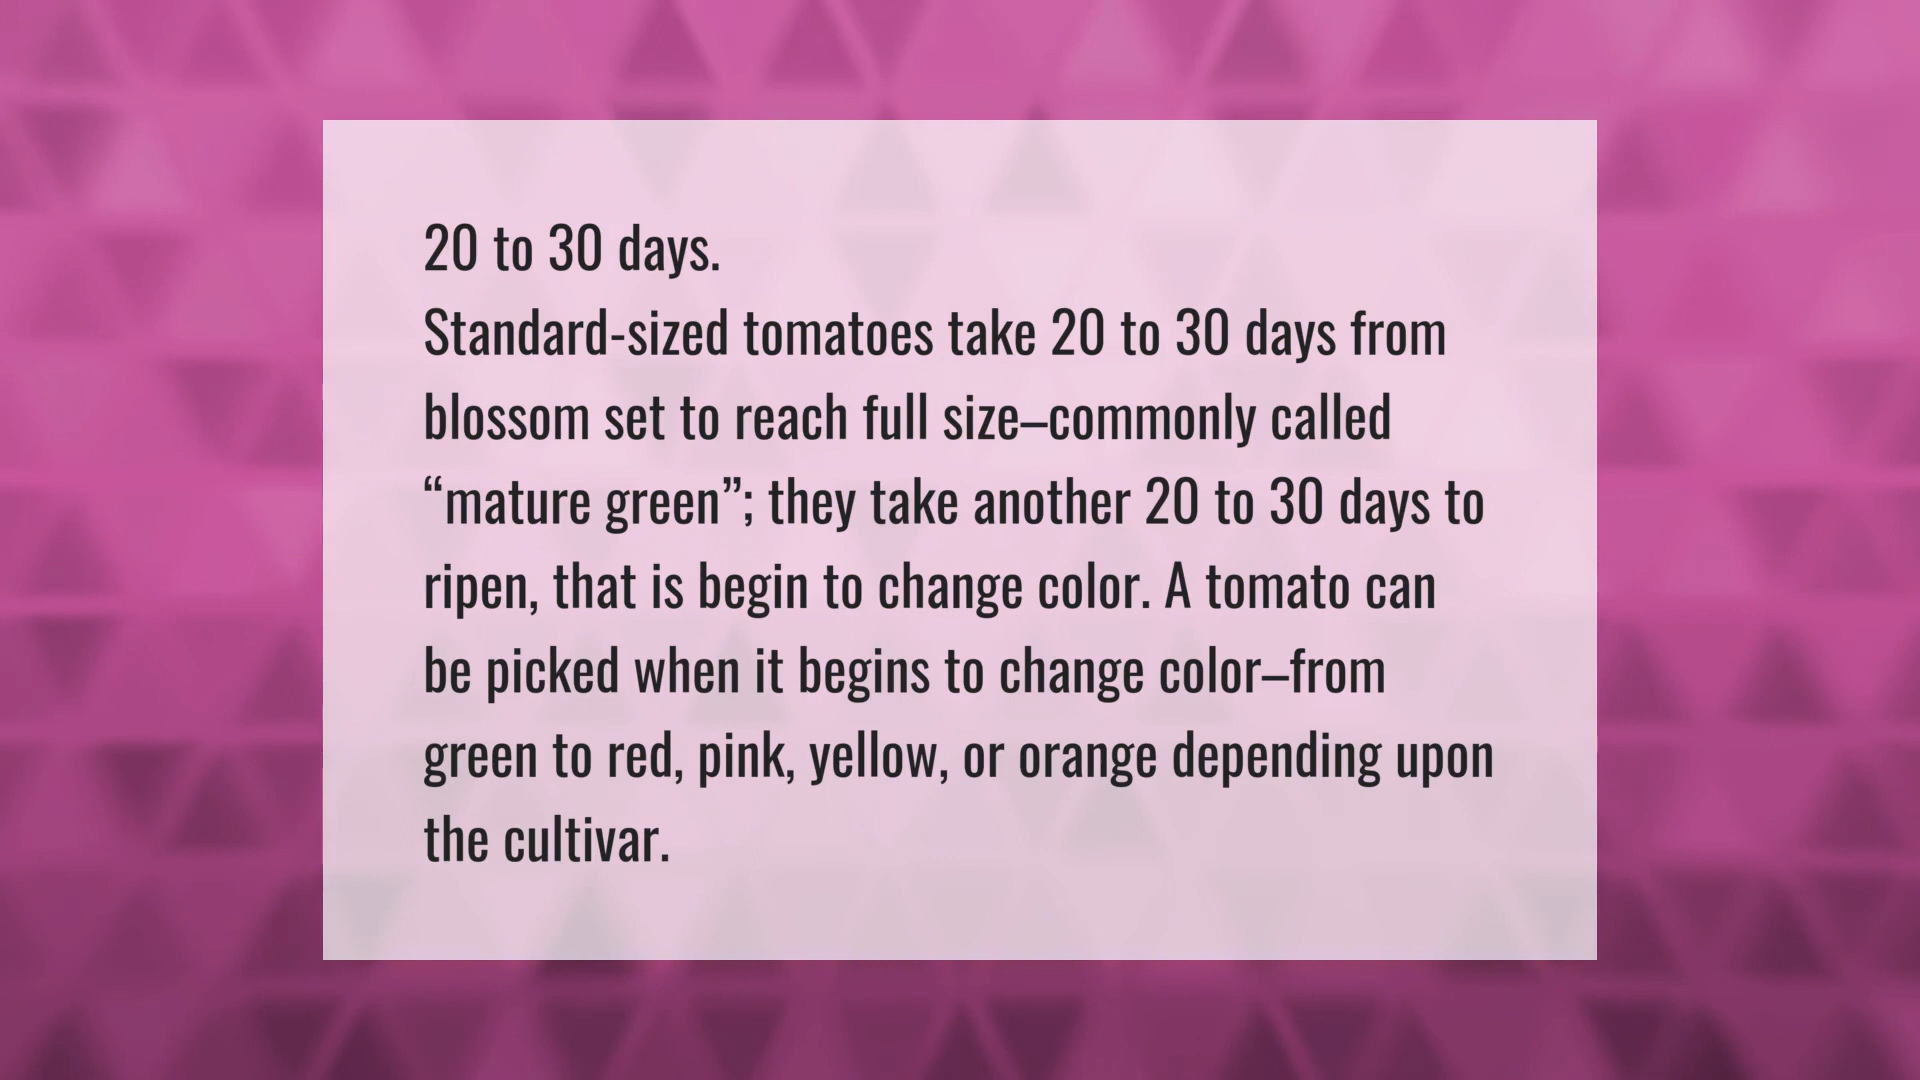 20 to 30 days.
Standard-sized tomatoes take 20 to 30 days from
blossom set to reach full size–commonly called
“mature green”; they take another 20 to 30 days to
ripen, that is begin to change color. A tomato can
be picked when it begins to change color–from
green to red, pink, yellow, or orange depending upon
the cultivar.